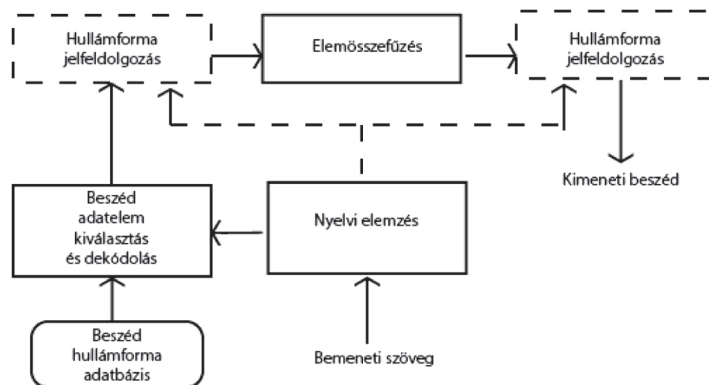 Hullámforma
jelfeldolgozás
Elemösszefűzés
Hullámforma
jelfeldolgozás
Kimeneti beszéd
Beszéd
adatelem
kiválasztás
és dekódolás
Nyelvi elemzés
Beszéd
hullámforma
adatbázis
Bemeneti szöveg